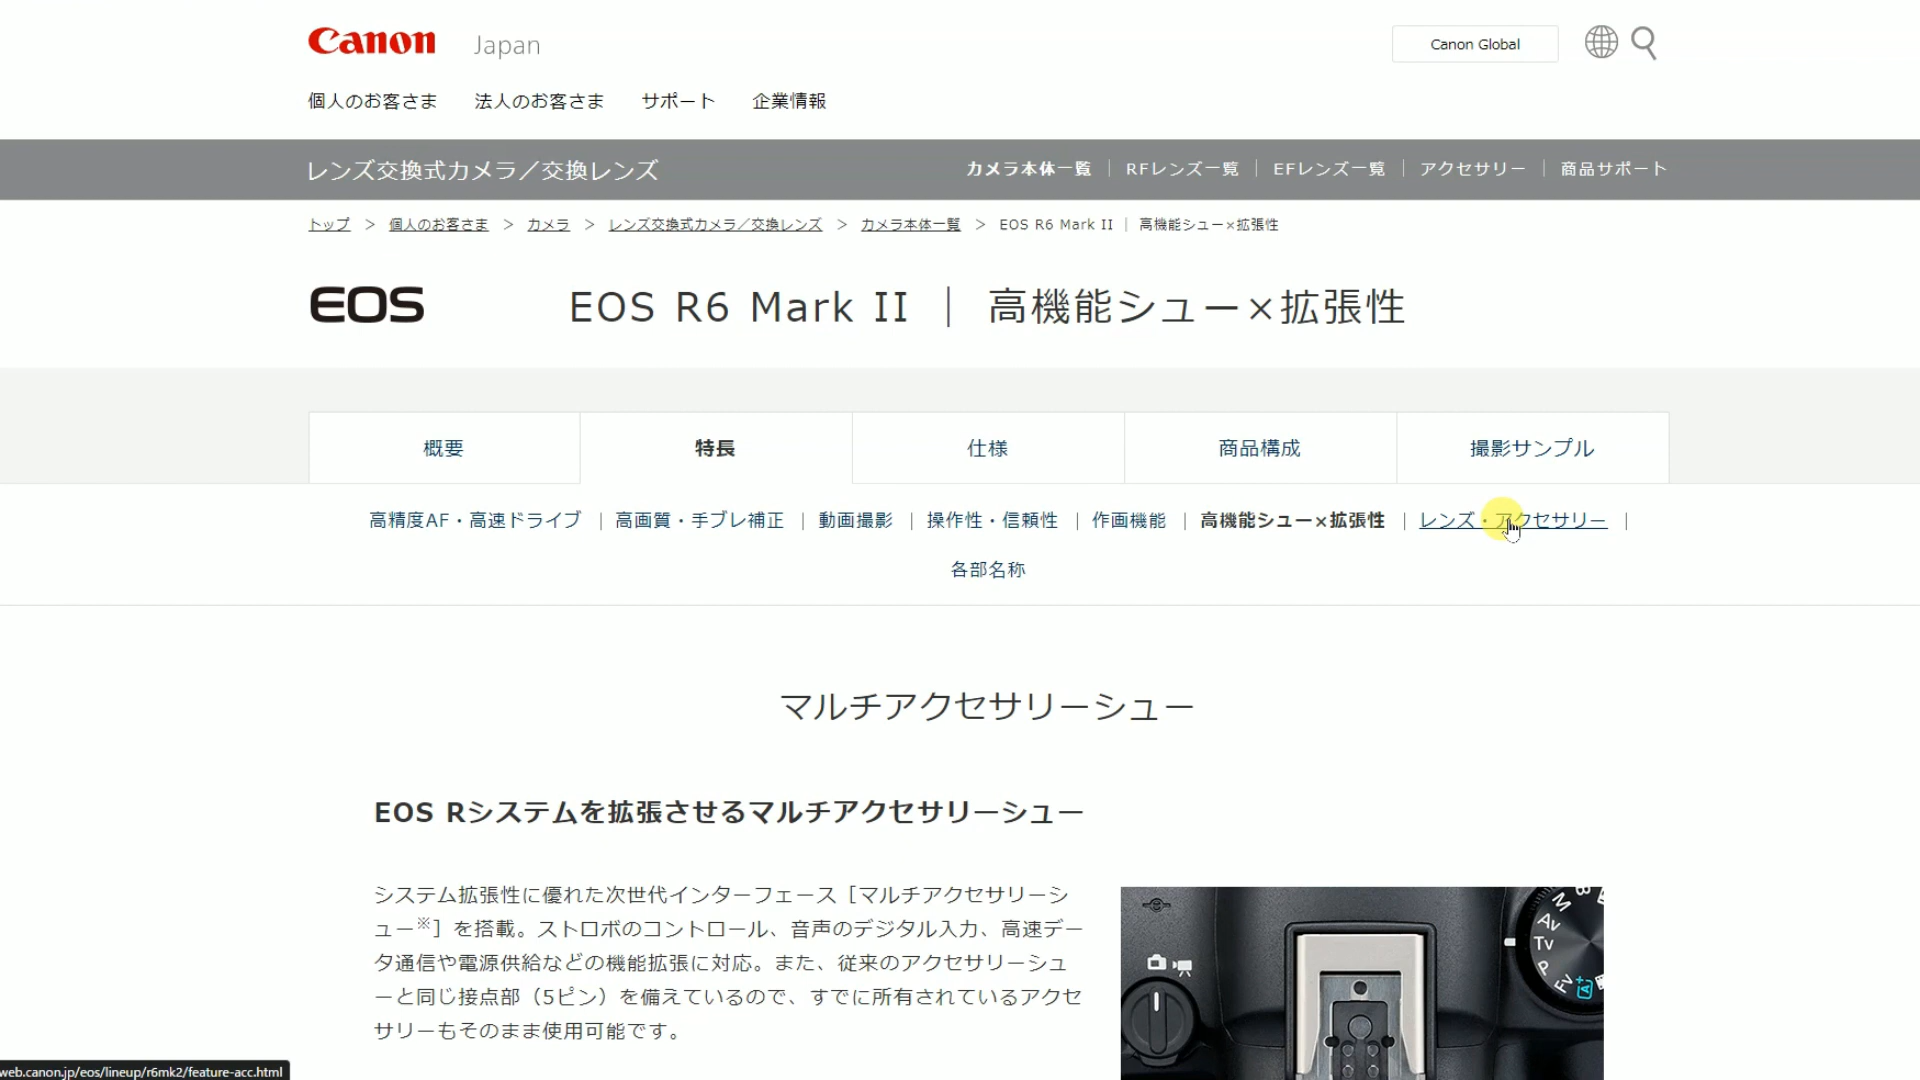 Canon Japan
Canon Global
個人のお客さま 法人のお客さま サポート 企業情報
レンズ交換式カメラ／交換レンズ
カメラ本体一覧 | RFレンズ一覧 | EFレンズ一覧 | アクセサリー | 商品サポート
トップ > 個人のお客さま > カメラ > レンズ交換式カメラ／交換レンズ > カメラ本体一覧 > EOS R6 Mark II ｜ 高機能シュー×拡張性
EOS
EOS R6 Mark II ｜ 高機能シュー×拡張性
概要 特長 仕様 商品構成 撮影サンプル
高精度AF・高速ドライブ | 高画質・手ブレ補正 | 動画撮影 | 操作性・信頼性 | 作画機能 | 高機能シュー×拡張性 | レンズ・アクセサリー |
各部名称
マルチアクセサリーシュー
EOS Rシステムを拡張させるマルチアクセサリーシュー
システム拡張性に優れた次世代インターフェース［マルチアクセサリーシ
ュー※］を搭載。ストロボのコントロール、音声のデジタル入力、高速デー
タ通信や電源供給などの機能拡張に対応。また、従来のアクセサリーシュ
ーと同じ接点部（5ピン）を備えているので、すでに所有されているアクセ
サリーもそのまま使用可能です。
B
M
Av
Tv
P
Fv
A+
web.canon.jp/eos/lineup/r6mk2/feature-acc.html